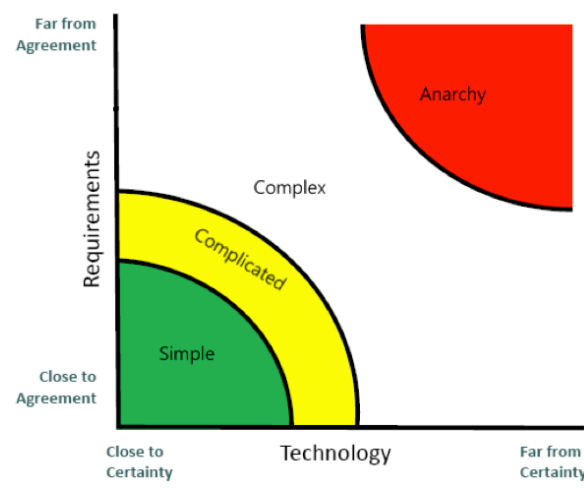 Far from
Agreement
Anarchy
Requirements
Complex
Complicated
Simple
Close to
Agreement
Close to
Certainty
Technology
Far from
Certainty